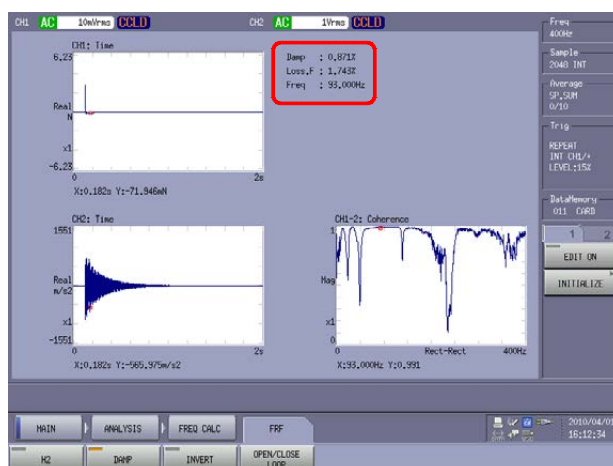 CH1 AC 10mVrms CCLD CH2 AC 1Vrms CCLD
Freq
400Hz
Sample
2048 INT
Average
SP.SUM
0/10
Trig
REPEAT
INT CH1/+
LEVEL:15%
DataMemory
011 CARD
1 2
EDIT ON
INITIALIZE
CH1: Time
6.23
Real
N
x1
-6.23
0 2s
X:0.182s Y:-71.946mN
Damp : 0.871%
Loss.F : 1.743%
Freq : 93.000Hz
CH2: Time
1551
Real
m/s2
x1
-1551
0 2s
X:0.182s Y:-565.975m/s2
CH1-2: Coherence
1
Mag
x1
0
0 Rect-Rect 400Hz
X:93.000Hz Y:0.991
MAIN ANALYSIS FREQ CALC FRF
2010/04/01
16:12:34
H2 DAMP INVERT OPEN/CLOSE
LOOP